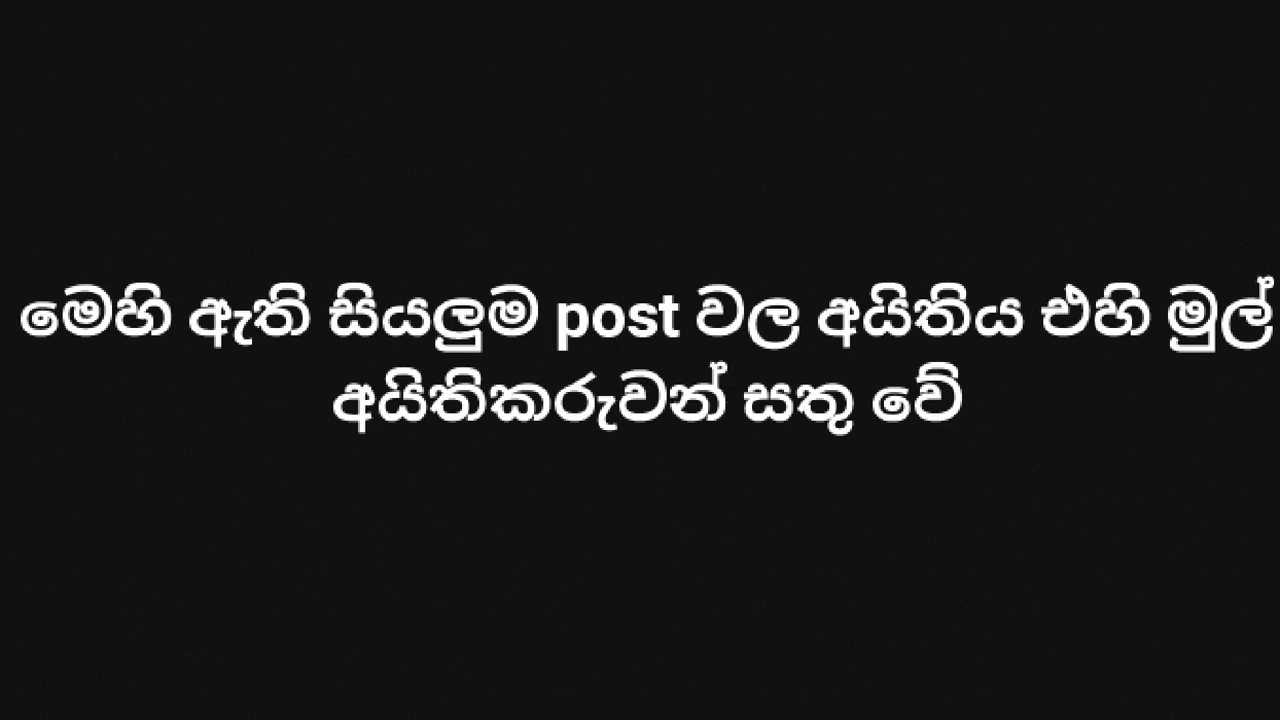 මෙහි ඇති සියලුම post වල අයිතිය එහි මුල්
අයිතිකරුවන් සතු වේ